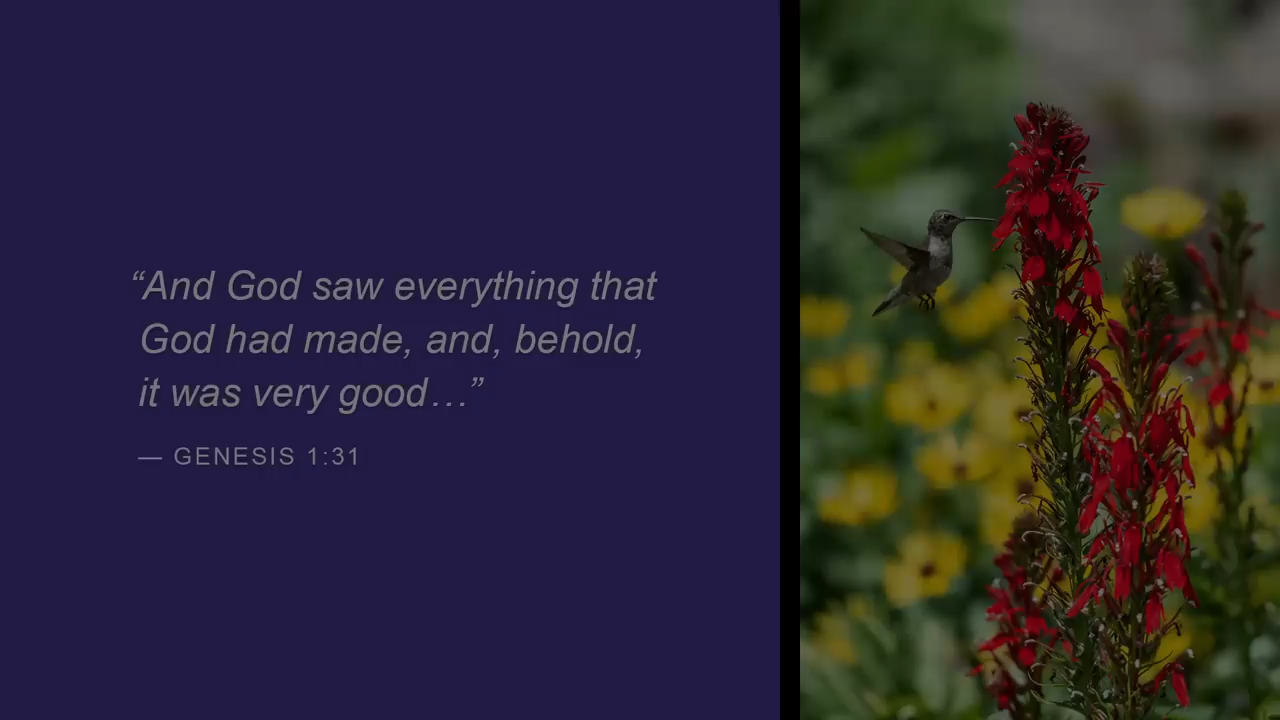 “And God saw everything that
God had made, and, behold,
it was very good…”
— GENESIS 1:31